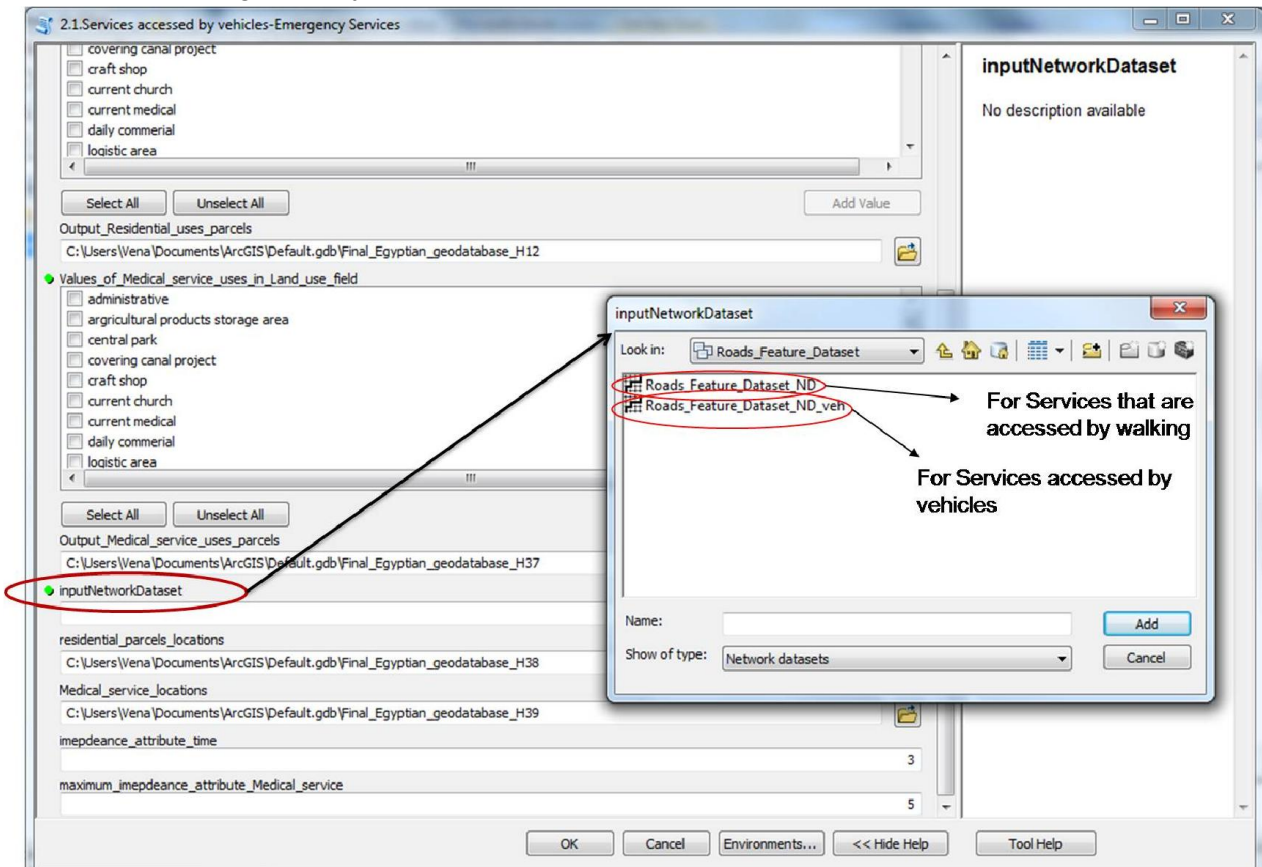 2.1.Services accessed by vehicles-Emergency Services
covering canal project
craft shop
current church
current medical
daily commerial
logistic area
Select All
Unselect All
Add Value
Output_Residential_uses_parcels
C:\Users\Vena\Documents\ArcGIS\Default.gdb\Final_Egyptian_geodatabase_H12
Values_of_Medical_service_uses_in_Land_use_field
administrative
argricultural products storage area
central park
covering canal project
craft shop
current church
current medical
daily commerial
logistic area
Select All
Unselect All
Output_Medical_service_uses_parcels
C:\Users\Vena\Documents\ArcGIS\Default.gdb\Final_Egyptian_geodatabase_H37
inputNetworkDataset
residential_parcels_locations
C:\Users\Vena\Documents\ArcGIS\Default.gdb\Final_Egyptian_geodatabase_H38
Medical_service_locations
C:\Users\Vena\Documents\ArcGIS\Default.gdb\Final_Egyptian_geodatabase_H39
imepdeance_attribute_time
3
maximum_imepdeance_attribute_Medical_service
5
OK
Cancel
Environments...
<< Hide Help
Tool Help
inputNetworkDataset
No description available
inputNetworkDataset
Look in:
Roads_Feature_Dataset
Roads_Feature_Dataset_ND
Roads_Feature_Dataset_ND_veh
For Services that are
accessed by walking
For Services accessed by
vehicles
Name:
Add
Show of type:
Network datasets
Cancel